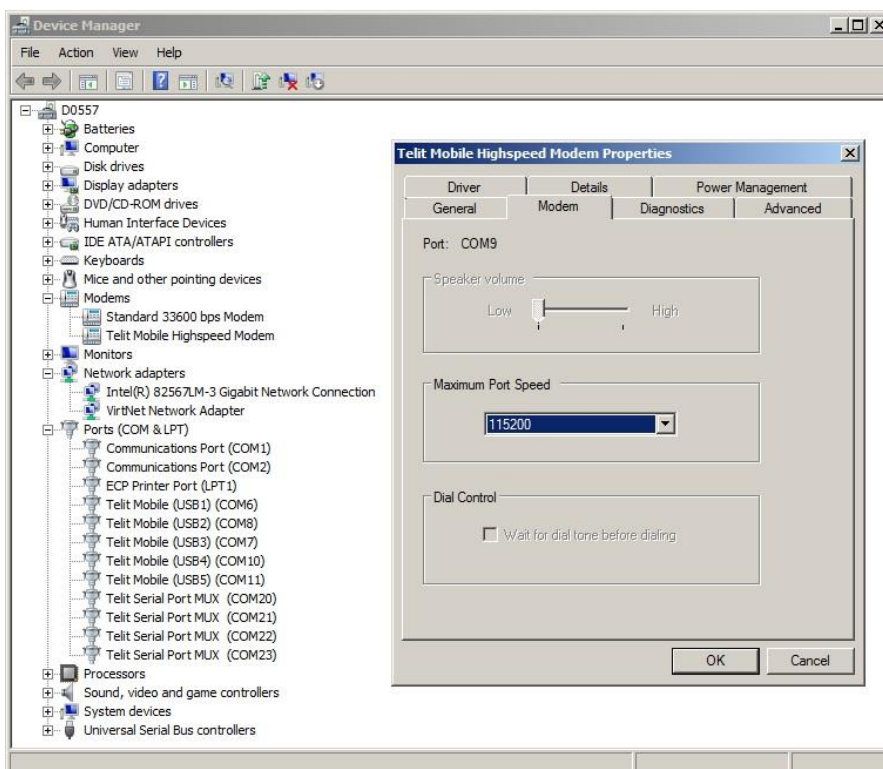 Device Manager
File Action View Help
D0557
Batteries
Computer
Disk drives
Display adapters
DVD/CD-ROM drives
Human Interface Devices
IDE ATA/ATAPI controllers
Keyboards
Mice and other pointing devices
Modems
Standard 33600 bps Modem
Telit Mobile Highspeed Modem
Monitors
Network adapters
Intel(R) 82567LM-3 Gigabit Network Connection
VirtNet Network Adapter
Ports (COM & LPT)
Communications Port (COM1)
Communications Port (COM2)
ECP Printer Port (LPT1)
Telit Mobile (USB1) (COM6)
Telit Mobile (USB2) (COM8)
Telit Mobile (USB3) (COM7)
Telit Mobile (USB4) (COM10)
Telit Mobile (USB5) (COM11)
Telit Serial Port MUX (COM20)
Telit Serial Port MUX (COM21)
Telit Serial Port MUX (COM22)
Telit Serial Port MUX (COM23)
Processors
Sound, video and game controllers
System devices
Universal Serial Bus controllers
Telit Mobile Highspeed Modem Properties
Driver Details Power Management
General Modem Diagnostics Advanced
Port: COM9
Speaker volume
Low High
Maximum Port Speed
115200
Dial Control
Wait for dial tone before dialing
OK Cancel